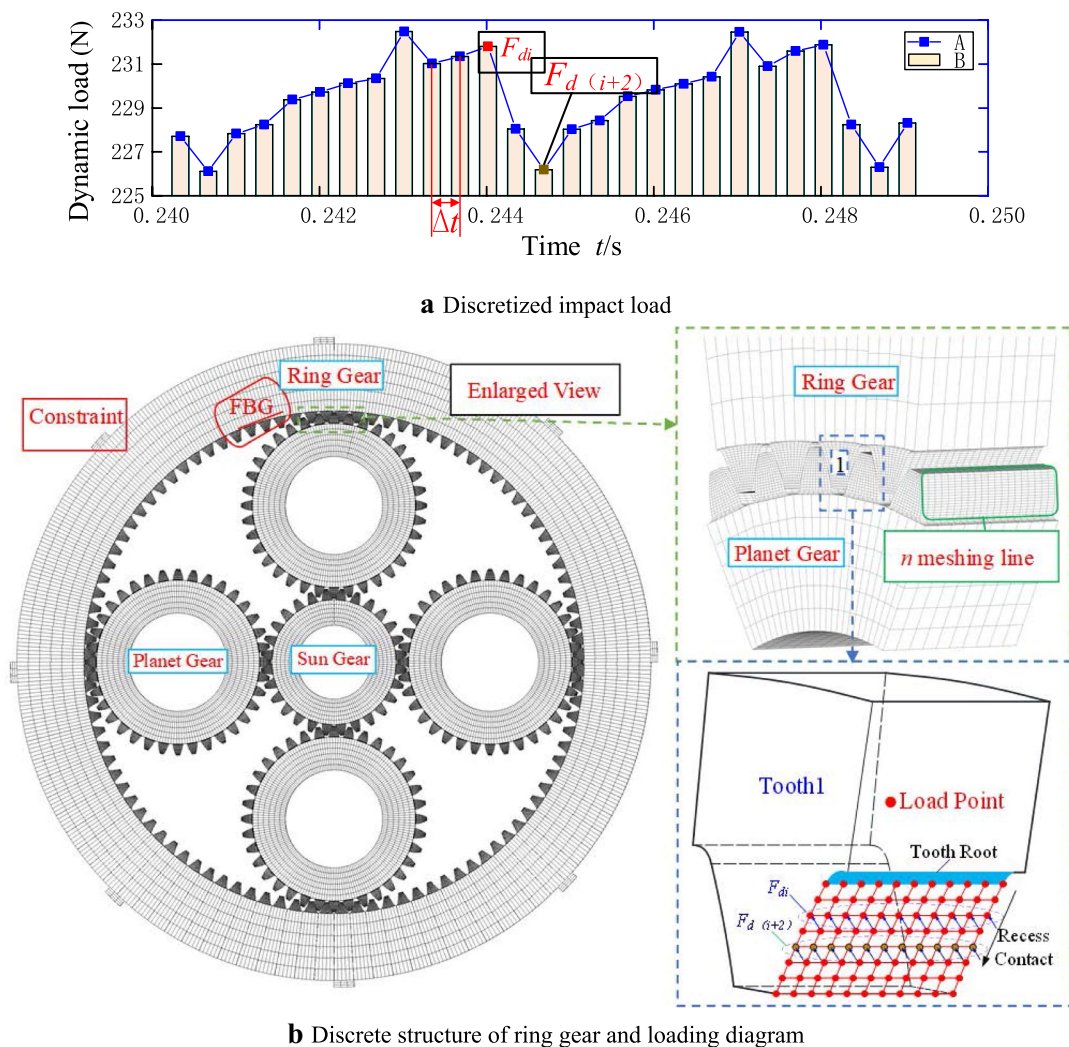 233
231
229
227
225
Dynamic load (N)
F_di
F_d（i+2）
A
B
0.240
0.242
0.244
0.246
0.248
0.250
Δt
Time t/s
a Discretized impact load
Ring Gear
Enlarged View
FBG
Constraint
Planet Gear
Sun Gear
Ring Gear
1
Planet Gear
n meshing line
Tooth1
Load Point
Tooth Root
F_di
F_d（i+2）
Recess
Contact
b Discrete structure of ring gear and loading diagram